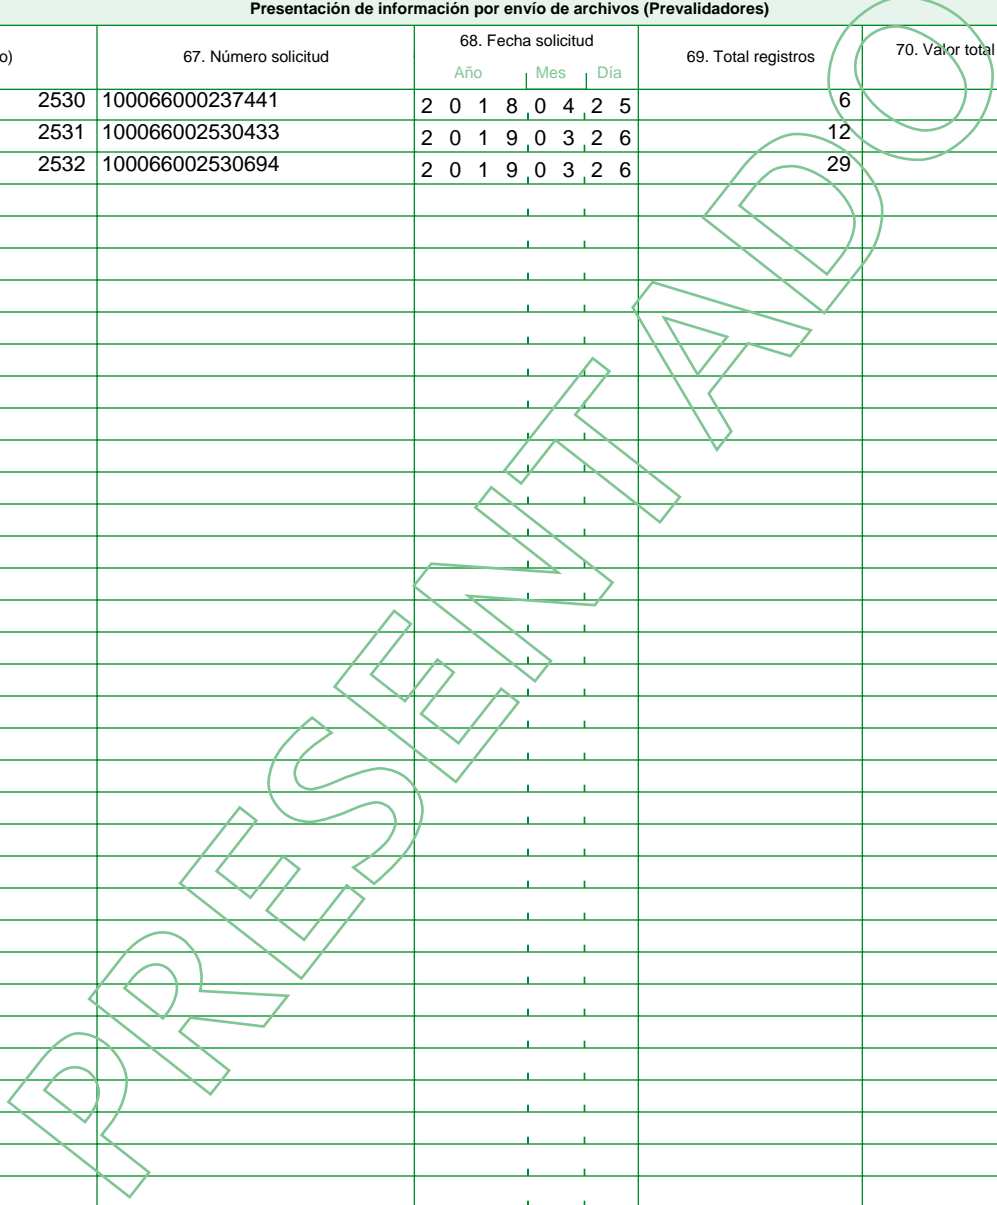 Presentación de información por envío de archivos (Prevalidadores)
o) 67. Número solicitud 68. Fecha solicitud 69. Total registros 70. Valor total
Año Mes Día
2530 100066000237441 2 0 1 8 0 4 2 5 6
2531 100066002530433 2 0 1 9 0 3 2 6 12
2532 100066002530694 2 0 1 9 0 3 2 6 29
PRESENTADO